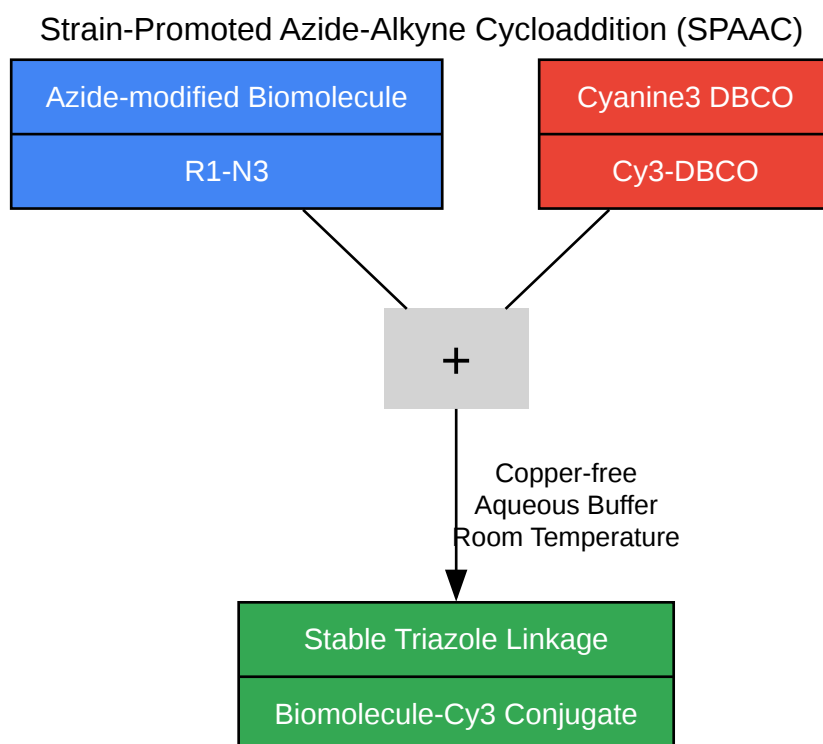 Strain-Promoted Azide-Alkyne Cycloaddition (SPAAC)
Azide-modified Biomolecule
R1-N3
Cyanine3 DBCO
Cy3-DBCO
+
Copper-free
Aqueous Buffer
Room Temperature
Stable Triazole Linkage
Biomolecule-Cy3 Conjugate